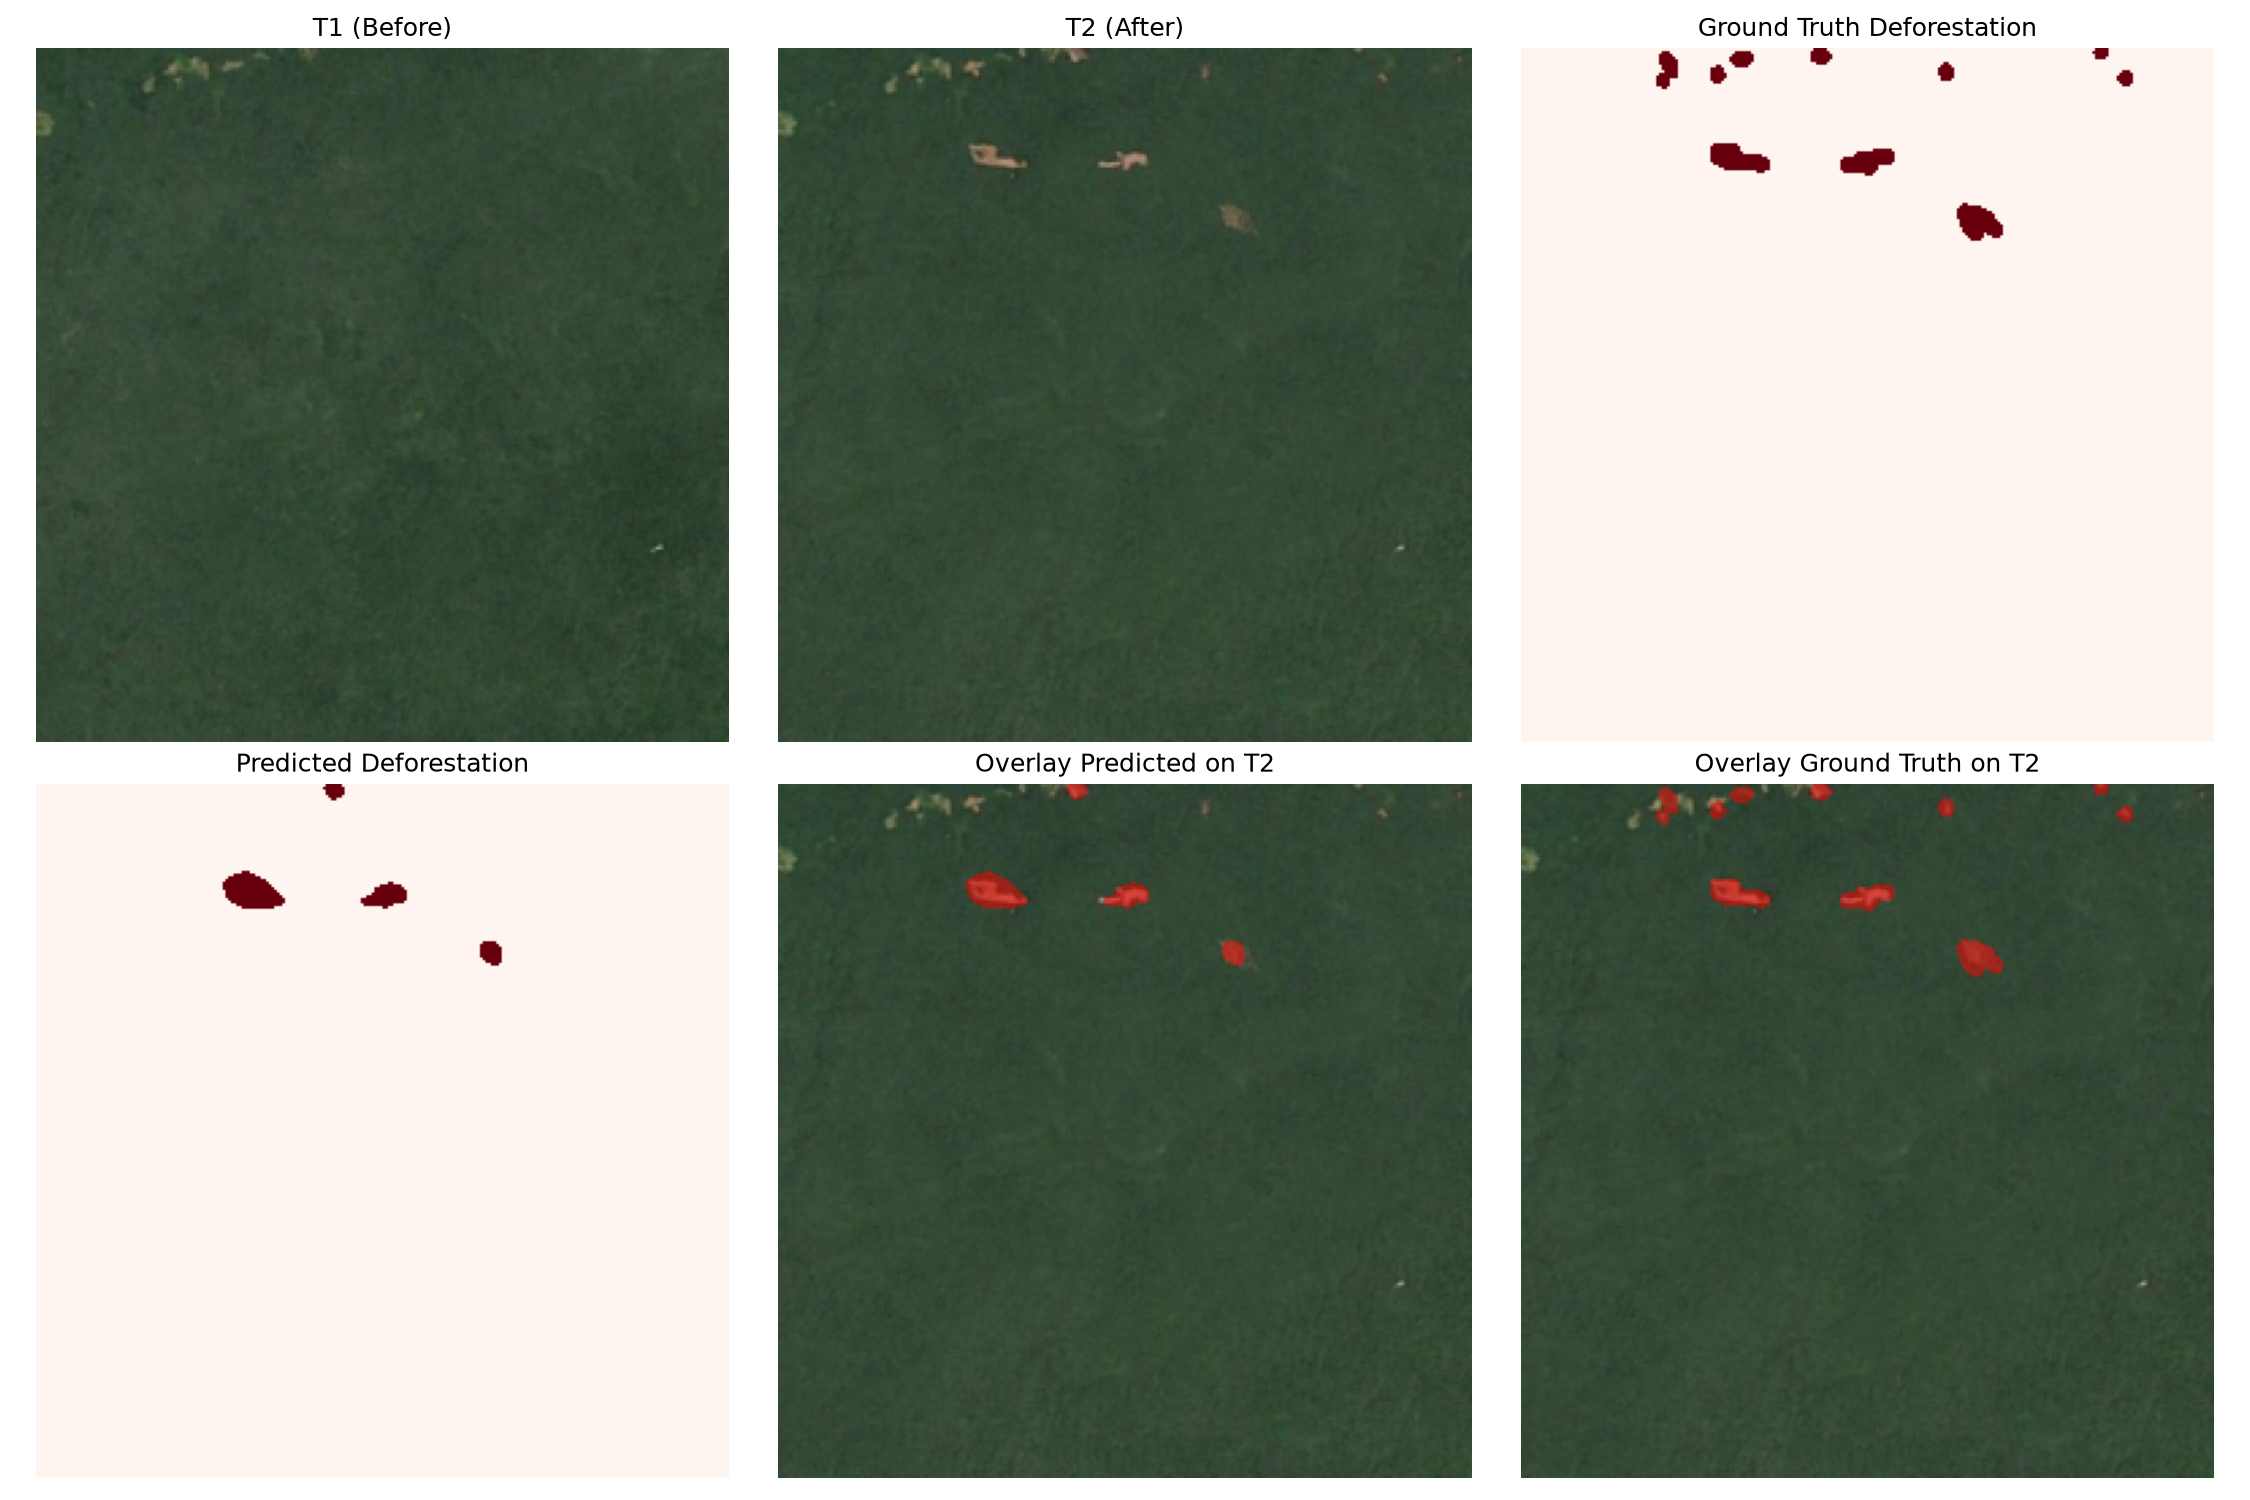 T1 (Before)
T2 (After)
Ground Truth Deforestation
Predicted Deforestation
Overlay Predicted on T2
Overlay Ground Truth on T2